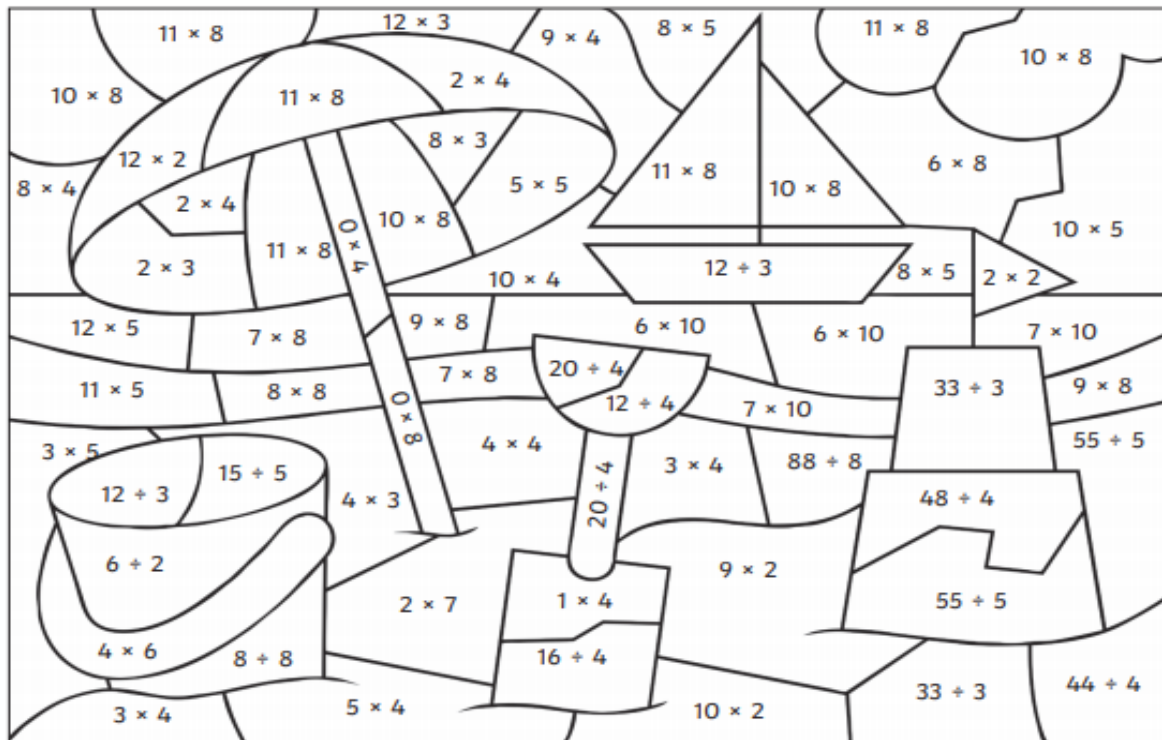 11 × 8
12 × 3
9 × 4
8 × 5
11 × 8
10 × 8
10 × 8
11 × 8
2 × 4
8 × 3
12 × 2
6 × 8
8 × 4
2 × 4
5 × 5
11 × 8
10 × 8
10 × 8
10 × 5
11 × 8
0 × 4
2 × 3
10 × 4
12 ÷ 3
8 × 5
2 × 2
12 × 5
7 × 8
9 × 8
6 × 10
6 × 10
7 × 10
11 × 5
8 × 8
7 × 8
20 ÷ 4
12 ÷ 4
7 × 10
33 ÷ 3
9 × 8
0 × 8
3 × 5
15 ÷ 5
4 × 4
3 × 4
88 ÷ 8
55 ÷ 5
12 ÷ 3
4 × 3
20 ÷ 4
48 ÷ 4
6 ÷ 2
2 × 7
1 × 4
9 × 2
55 ÷ 5
4 × 6
8 ÷ 8
16 ÷ 4
3 × 4
5 × 4
10 × 2
33 ÷ 3
44 ÷ 4